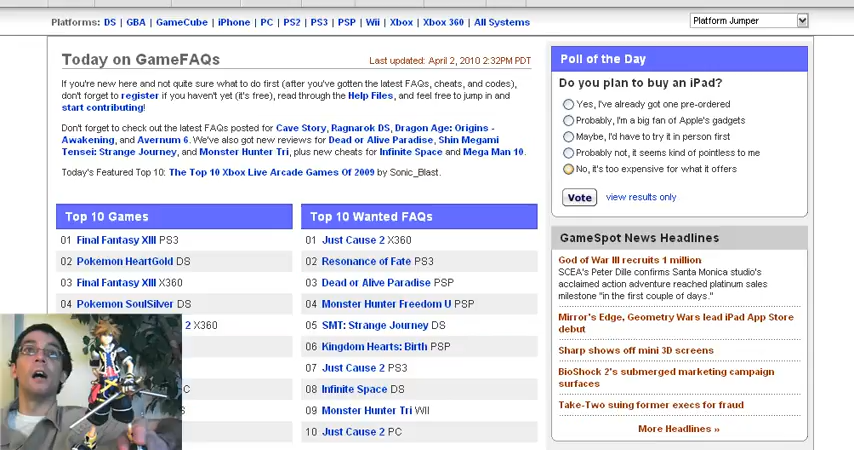 Platforms: DS | GBA | GameCube | iPhone | PC | PS2 | PS3 | PSP | Wii | Xbox | Xbox 360 | All Systems
Platform Jumper
Today on GameFAQs
Last updated: April 2, 2010 2:32PM PDT
If you're new here and not quite sure what to do first (after you've gotten the latest FAQs, cheats, and codes),
don't forget to register if you haven't yet (it's free), read through the Help Files, and feel free to jump in and
start contributing!
Don't forget to check out the latest FAQs posted for Cave Story, Ragnarok DS, Dragon Age: Origins -
Awakening, and Avernum 6. We've also got new reviews for Dead or Alive Paradise, Shin Megami
Tensei: Strange Journey, and Monster Hunter Tri, plus new cheats for Infinite Space and Mega Man 10.
Today's Featured Top 10: The Top 10 Xbox Live Arcade Games Of 2009 by Sonic_Blast.
Top 10 Games
01 Final Fantasy XIII PS3
02 Pokemon HeartGold DS
03 Final Fantasy XIII X360
04 Pokemon SoulSilver DS
2 X360
Top 10 Wanted FAQs
01 Just Cause 2 X360
02 Resonance of Fate PS3
03 Dead or Alive Paradise PSP
04 Monster Hunter Freedom U PSP
05 SMT: Strange Journey DS
06 Kingdom Hearts: Birth PSP
07 Just Cause 2 PS3
08 Infinite Space DS
09 Monster Hunter Tri WII
10 Just Cause 2 PC
Poll of the Day
Do you plan to buy an iPad?
Yes, I've already got one pre-ordered
Probably, I'm a big fan of Apple's gadgets
Maybe, I'd have to try it in person first
Probably not, it seems kind of pointless to me
No, it's too expensive for what it offers
Vote view results only
GameSpot News Headlines
God of War III recruits 1 million
SCEA's Peter Dille confirms Santa Monica studio's
acclaimed action adventure reached platinum sales
milestone "in the first couple of days."
Mirror's Edge, Geometry Wars lead iPad App Store
debut
Sharp shows off mini 3D screens
BioShock 2's submerged marketing campaign
surfaces
Take-Two suing former execs for fraud
More Headlines »